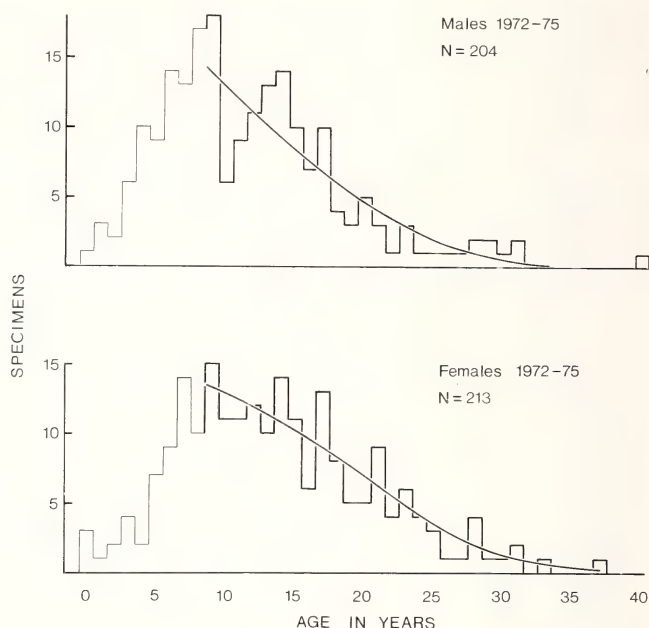 Males 1972-75
N = 204
15
10
5
SPECIMENS
Females 1972-75
N = 213
15
10
5
0 5 10 15 20 25 30 35 40
AGE IN YEARS